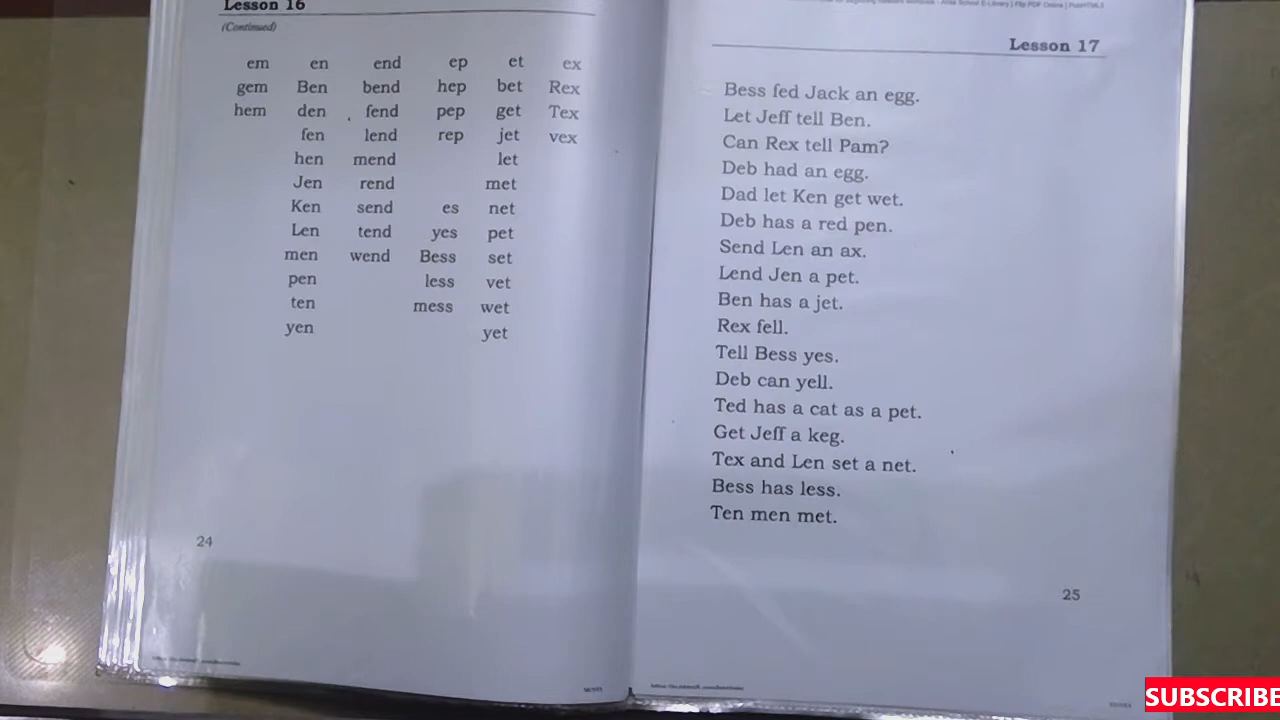 Lesson 16
(Continued)
em en end ep et ex
gem Ben bend hep bet Rex
hem den fend pep get Tex
fen lend rep jet vex
hen mend let
Jen rend met
Ken send es net
Len tend yes pet
men wend Bess set
pen less vet
ten mess wet
yen yet
24
Lesson 17
Bess fed Jack an egg.
Let Jeff tell Ben.
Can Rex tell Pam?
Deb had an egg.
Dad let Ken get wet.
Deb has a red pen.
Send Len an ax.
Lend Jen a pet.
Ben has a jet.
Rex fell.
Tell Bess yes.
Deb can yell.
Ted has a cat as a pet.
Get Jeff a keg.
Tex and Len set a net.
Bess has less.
Ten men met.
25
SUBSCRIBE